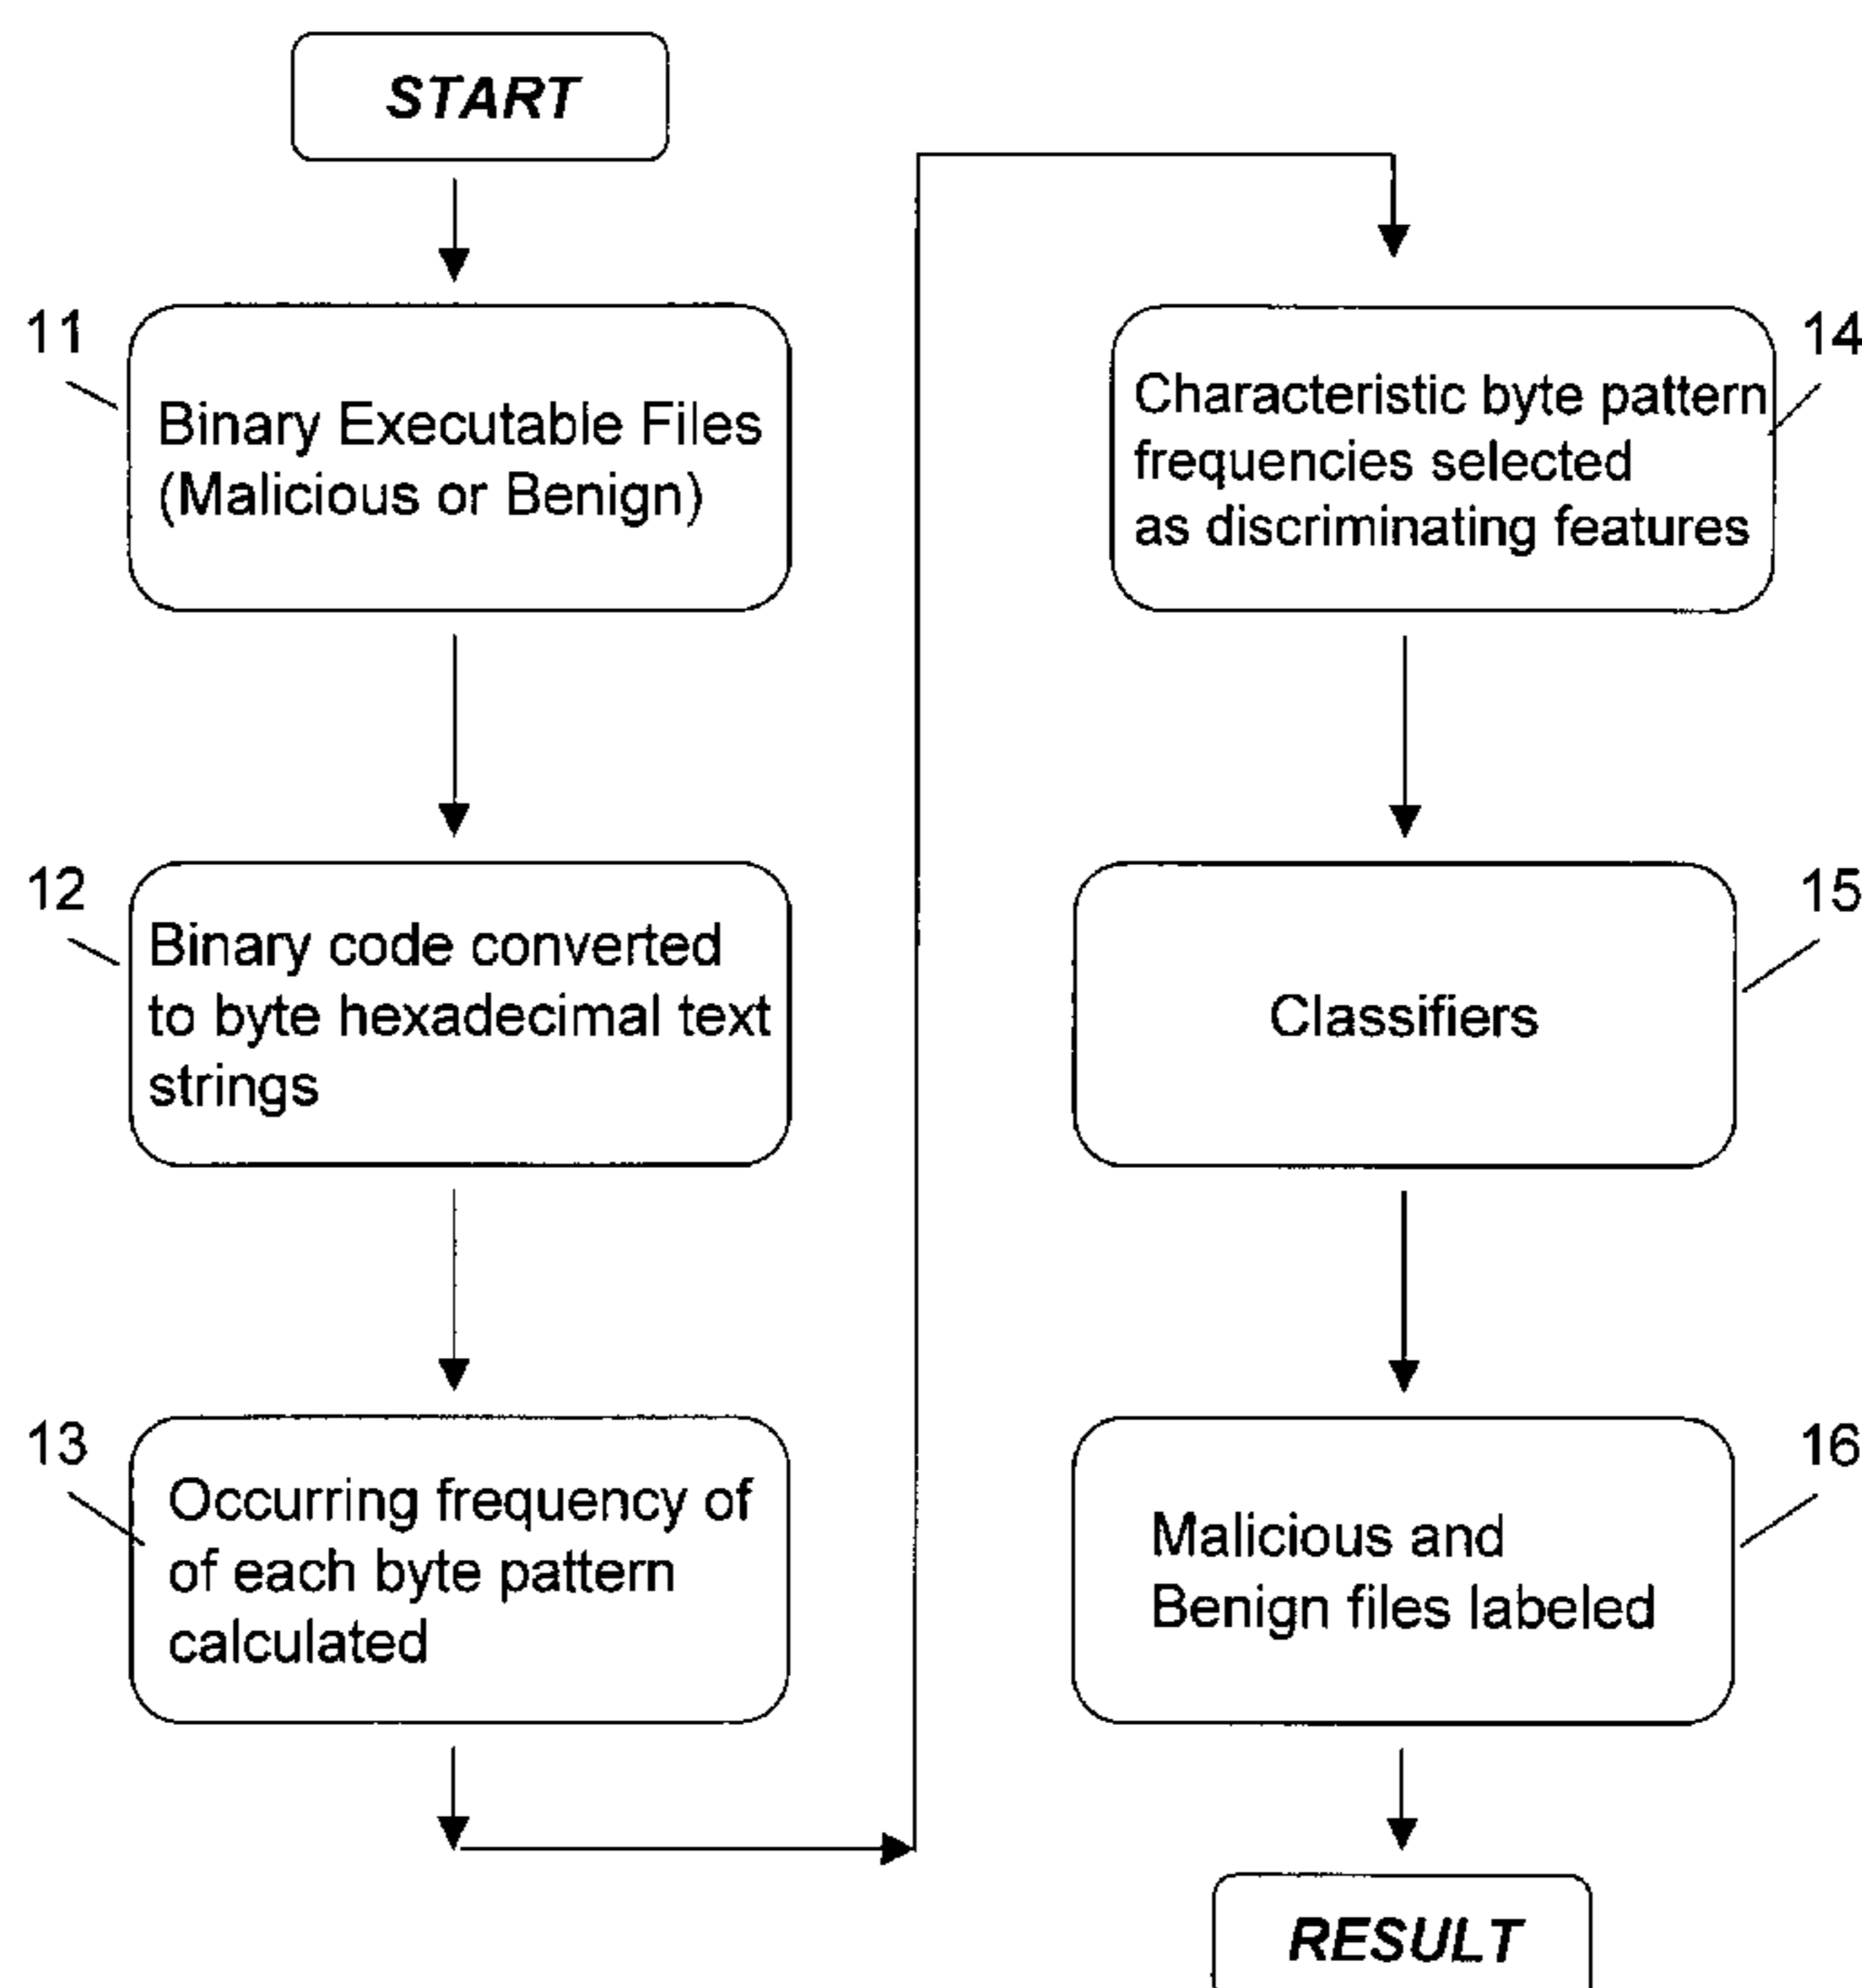 START
11
Binary Executable Files
(Malicious or Benign)
12
Binary code converted
to byte hexadecimal text
strings
13
Occurring frequency of
of each byte pattern
calculated
14
Characteristic byte pattern
frequencies selected
as discriminating features
15
Classifiers
16
Malicious and
Benign files labeled
RESULT